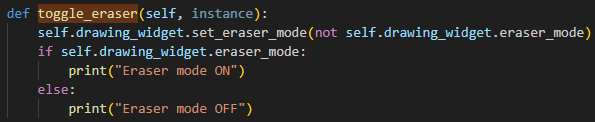 def toggle_eraser(self, instance):
    self.drawing_widget.set_eraser_mode(not self.drawing_widget.eraser_mode)
    if self.drawing_widget.eraser_mode:
        print("Eraser mode ON")
    else:
        print("Eraser mode OFF")